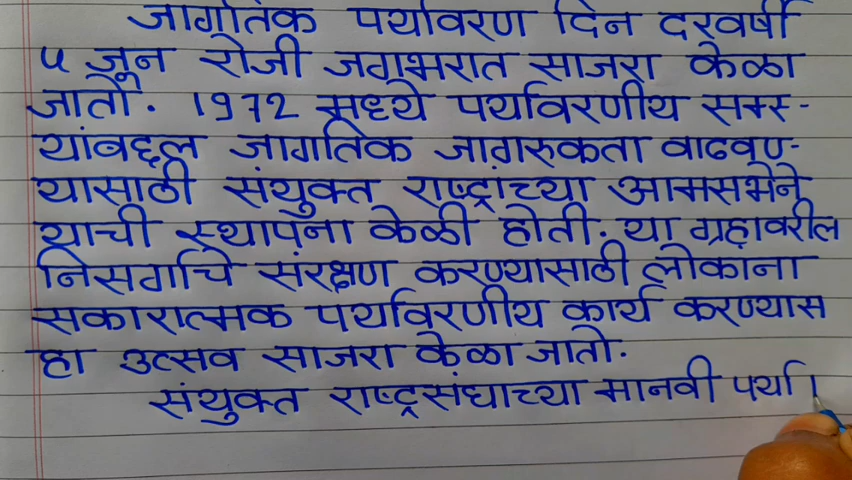 जागतिक पर्यावरण दिन दरवर्षी
५ जून रोजी जगभरात साजरा केळा
जातो. 1972 मध्ये पर्यावरणीय समस्-
यांबद्दल जागतिक जागरुकता वाढवण-
यासाठी संयुक्त राष्ट्रांच्या आमसभेने
याची स्थापना केळी होती. या ग्रहावरील
निसर्गाचे संरक्षण करण्यासाठी लोकांना
सकारात्मक पर्यावरणीय कार्य करण्यास
हा उत्सव साजरा केळा जातो.
संयुक्त राष्ट्रसंघाच्या मानवी पर्या